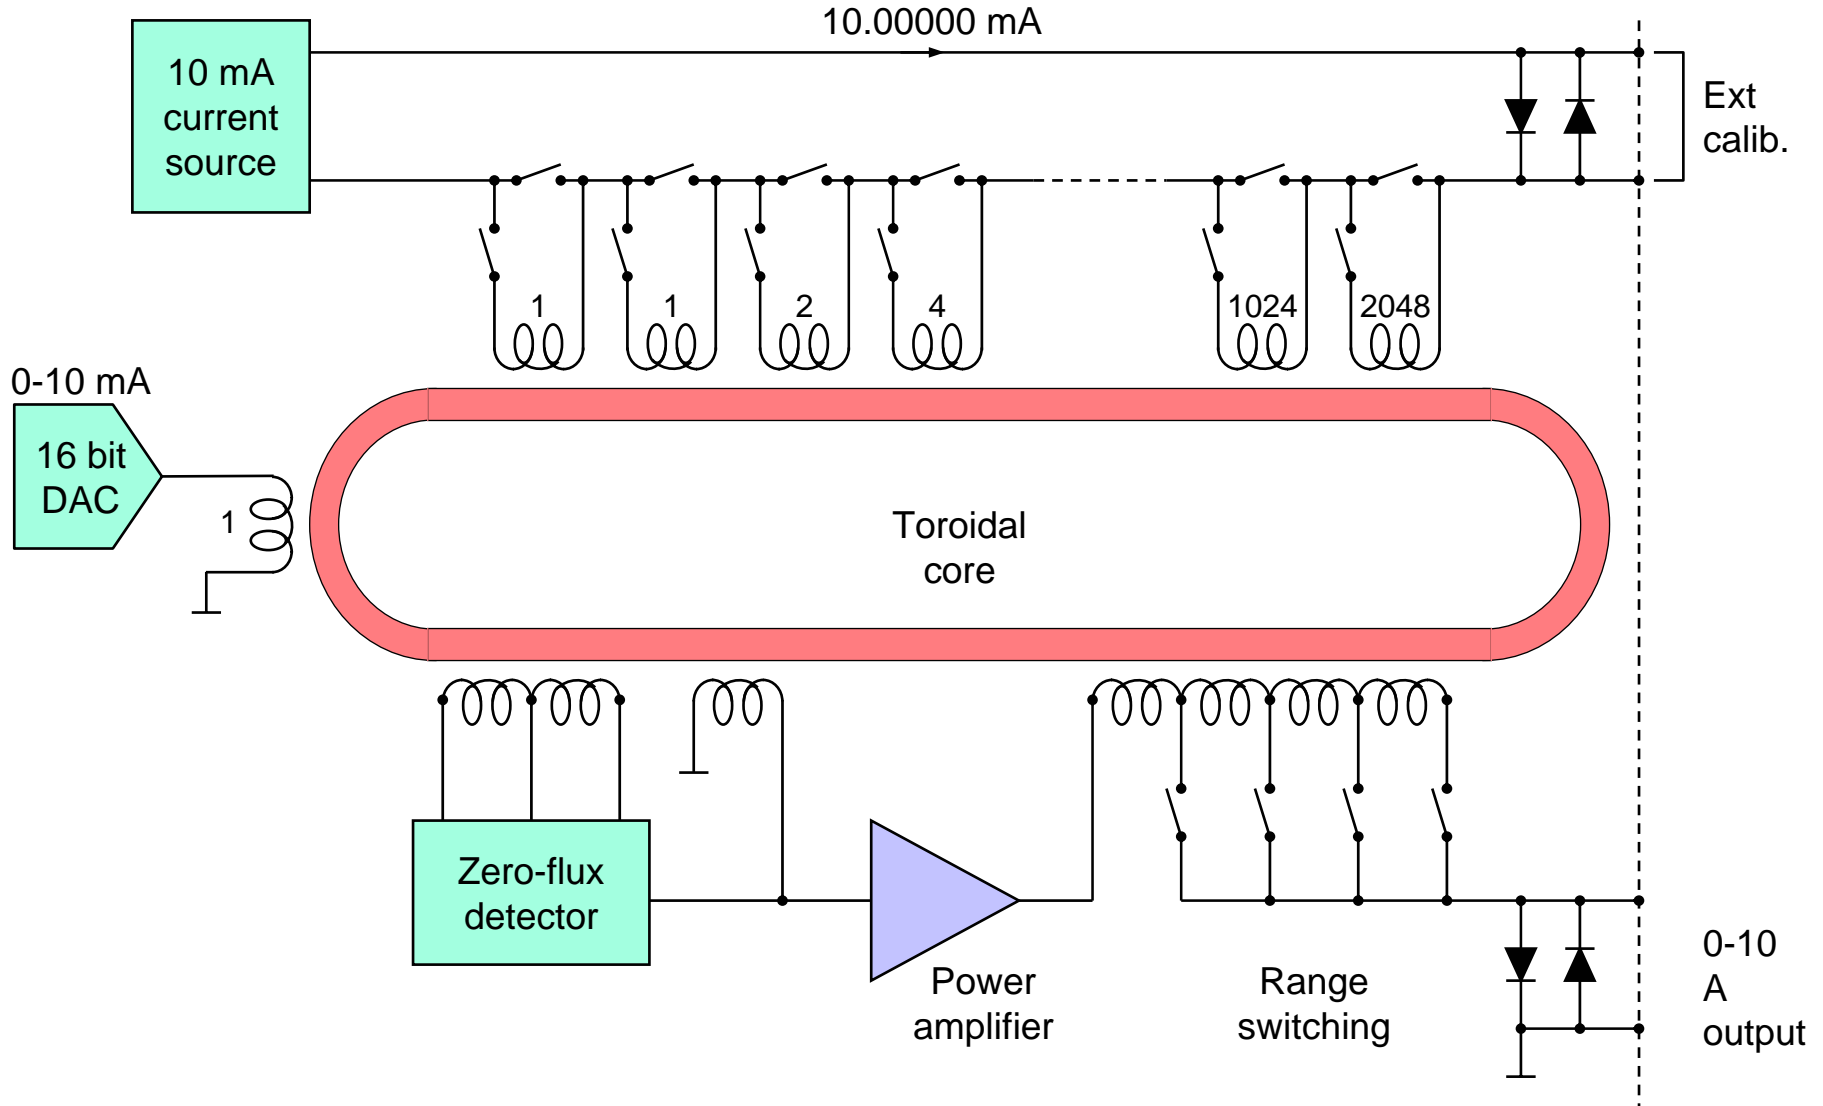 10.00000 mA
10 mA
current
source
Ext
calib.
1
1
2
4
1024
2048
0-10 mA
16 bit
DAC
1
Toroidal
core
Zero-flux
detector
Power
amplifier
Range
switching
0-10
A
output